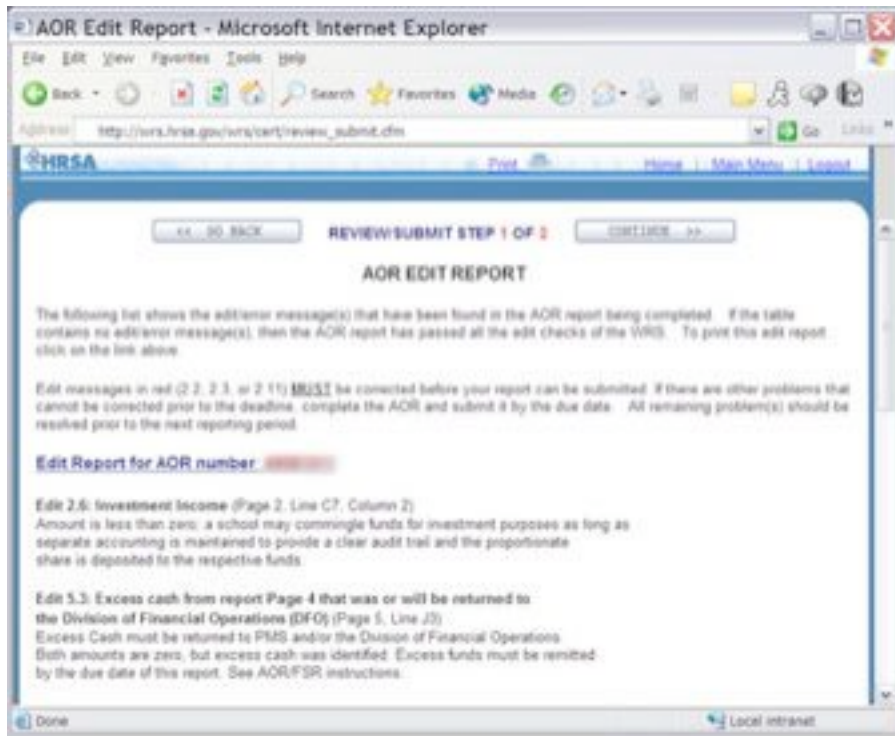 AOR Edit Report - Microsoft Internet Explorer
File Edit View Favorites Tools Help
Back Search Favorites Media
Address http://wrs.hrsa.gov/wrs/cert/review_submit.cfm Go Links
HRSA Print Home | Main Menu | Logout
<< GO BACK REVIEW/SUBMIT STEP 1 OF 2 CONTINUE >>
AOR EDIT REPORT
The following list shows the edit/error message(s) that have been found in the AOR report being completed. If the table
contains no edit/error message(s), then the AOR report has passed all the edit checks of the WRS. To print this edit report
click on the link above
Edit messages in red (2.2, 2.3, or 2.11) MUST be corrected before your report can be submitted. If there are other problems that
cannot be corrected prior to the deadline, complete the AOR and submit it by the due date. All remaining problem(s) should be
resolved prior to the next reporting period.
Edit Report for AOR number
Edit 2.6: Investment Income (Page 2, Line C7, Column 2)
Amount is less than zero; a school may commingle funds for investment purposes as long as
separate accounting is maintained to provide a clear audit trail and the proportionate
share is deposited to the respective funds.
Edit 5.3: Excess cash from report Page 4 that was or will be returned to
the Division of Financial Operations (DFO) (Page 5, Line J3)
Excess Cash must be returned to PMS and/or the Division of Financial Operations.
Both amounts are zero, but excess cash was identified. Excess funds must be remitted
by the due date of this report. See AOR/FSR instructions.
Done Local intranet